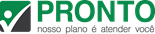 PRONTO
nosso plano é atender você